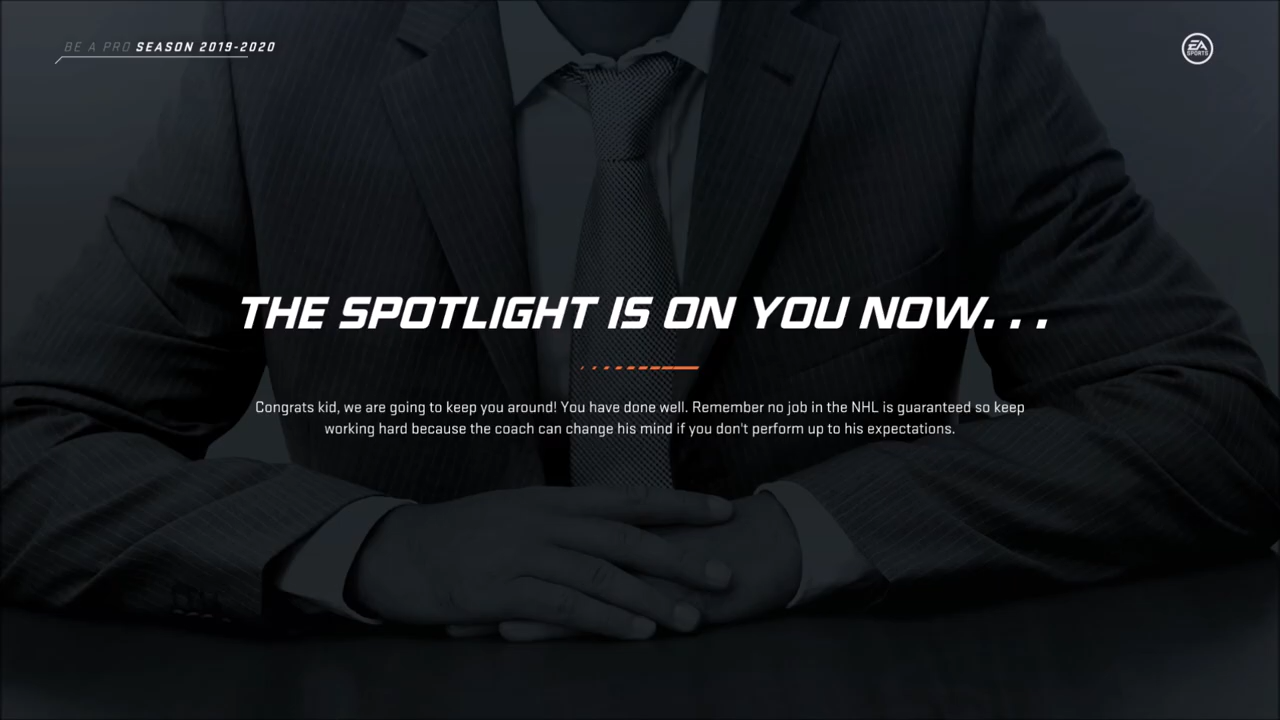 BE A PRO SEASON 2019-2020
EA SPORTS
THE SPOTLIGHT IS ON YOU NOW. . .
Congrats kid, we are going to keep you around! You have done well. Remember no job in the NHL is guaranteed so keep
working hard because the coach can change his mind if you don't perform up to his expectations.